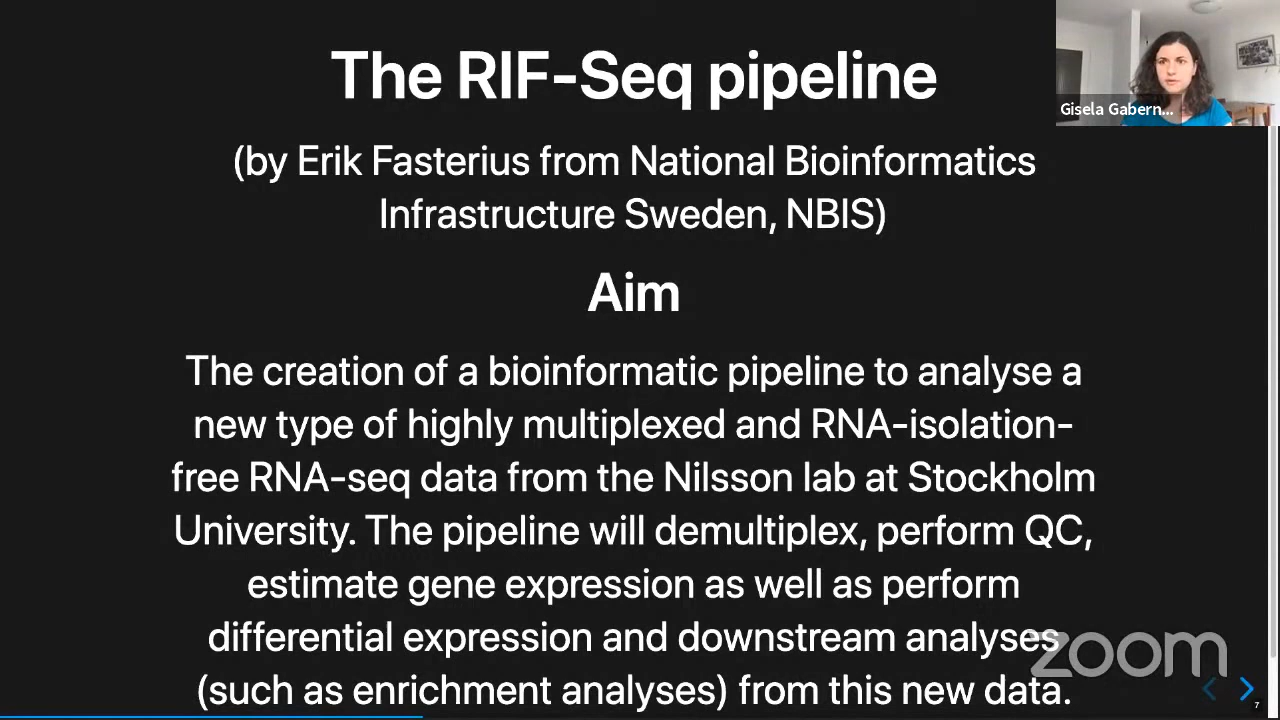 The RIF-Seq pipeline
Gisela Gabern...
(by Erik Fasterius from National Bioinformatics
Infrastructure Sweden, NBIS)
Aim
The creation of a bioinformatic pipeline to analyse a
new type of highly multiplexed and RNA-isolation-
free RNA-seq data from the Nilsson lab at Stockholm
University. The pipeline will demultiplex, perform QC,
estimate gene expression as well as perform
differential expression and downstream analyses
(such as enrichment analyses) from this new data.
zoom
7